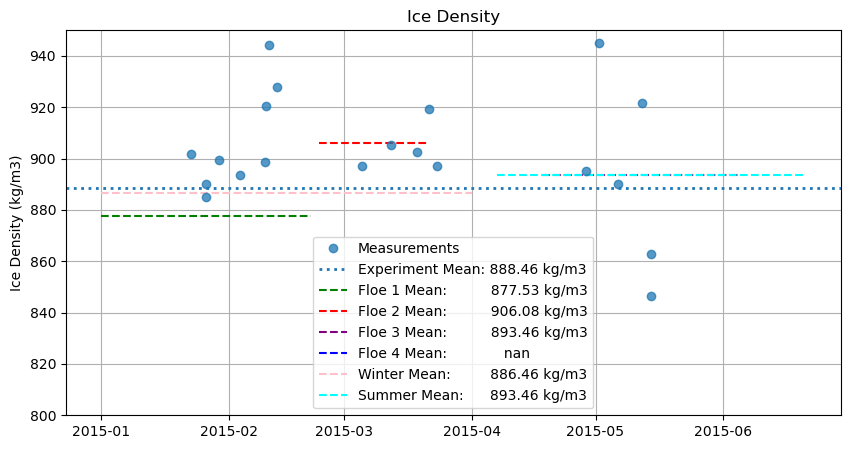 Ice Density
Ice Density (kg/m3)
940
920
900
880
860
840
820
800
Measurements
Experiment Mean: 888.46 kg/m3
Floe 1 Mean: 877.53 kg/m3
Floe 2 Mean: 906.08 kg/m3
Floe 3 Mean: 893.46 kg/m3
Floe 4 Mean: nan
Winter Mean: 886.46 kg/m3
Summer Mean: 893.46 kg/m3
2015-01 2015-02 2015-03 2015-04 2015-05 2015-06